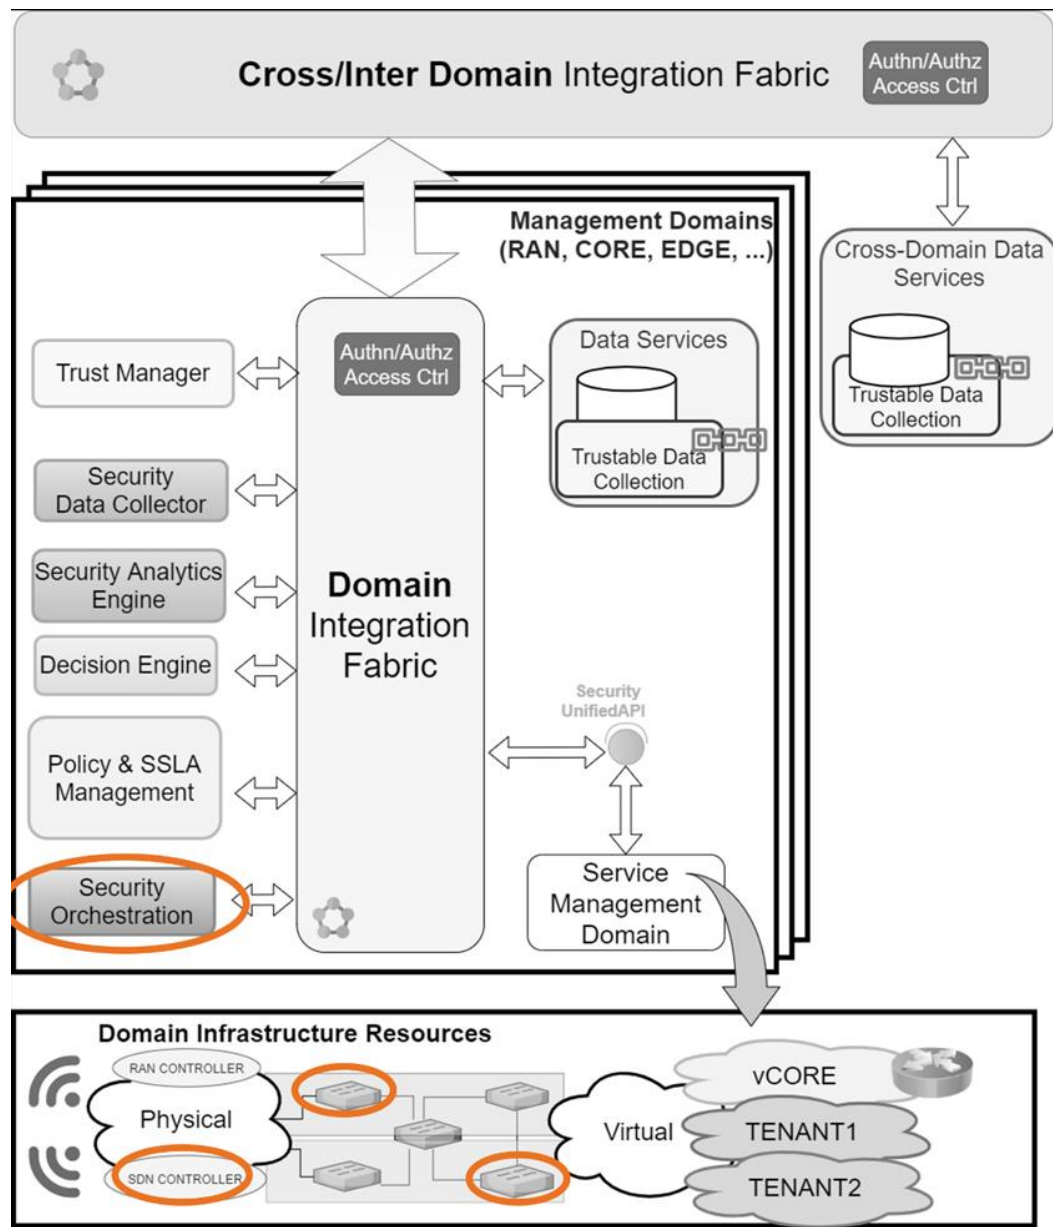 Cross/Inter Domain Integration Fabric
Authn/Authz
Access Ctrl
Management Domains
(RAN, CORE, EDGE, ...)
Cross-Domain Data
Services
Trustable Data
Collection
Trust Manager
Authn/Authz
Access Ctrl
Data Services
Trustable Data
Collection
Security
Data Collector
Security Analytics
Engine
Decision Engine
Policy & SSLA
Management
Security
Orchestration
Domain
Integration
Fabric
Security
UnifiedAPI
Service
Management
Domain
Domain Infrastructure Resources
RAN CONTROLLER
Physical
SDN CONTROLLER
Virtual
vCORE
TENANT1
TENANT2